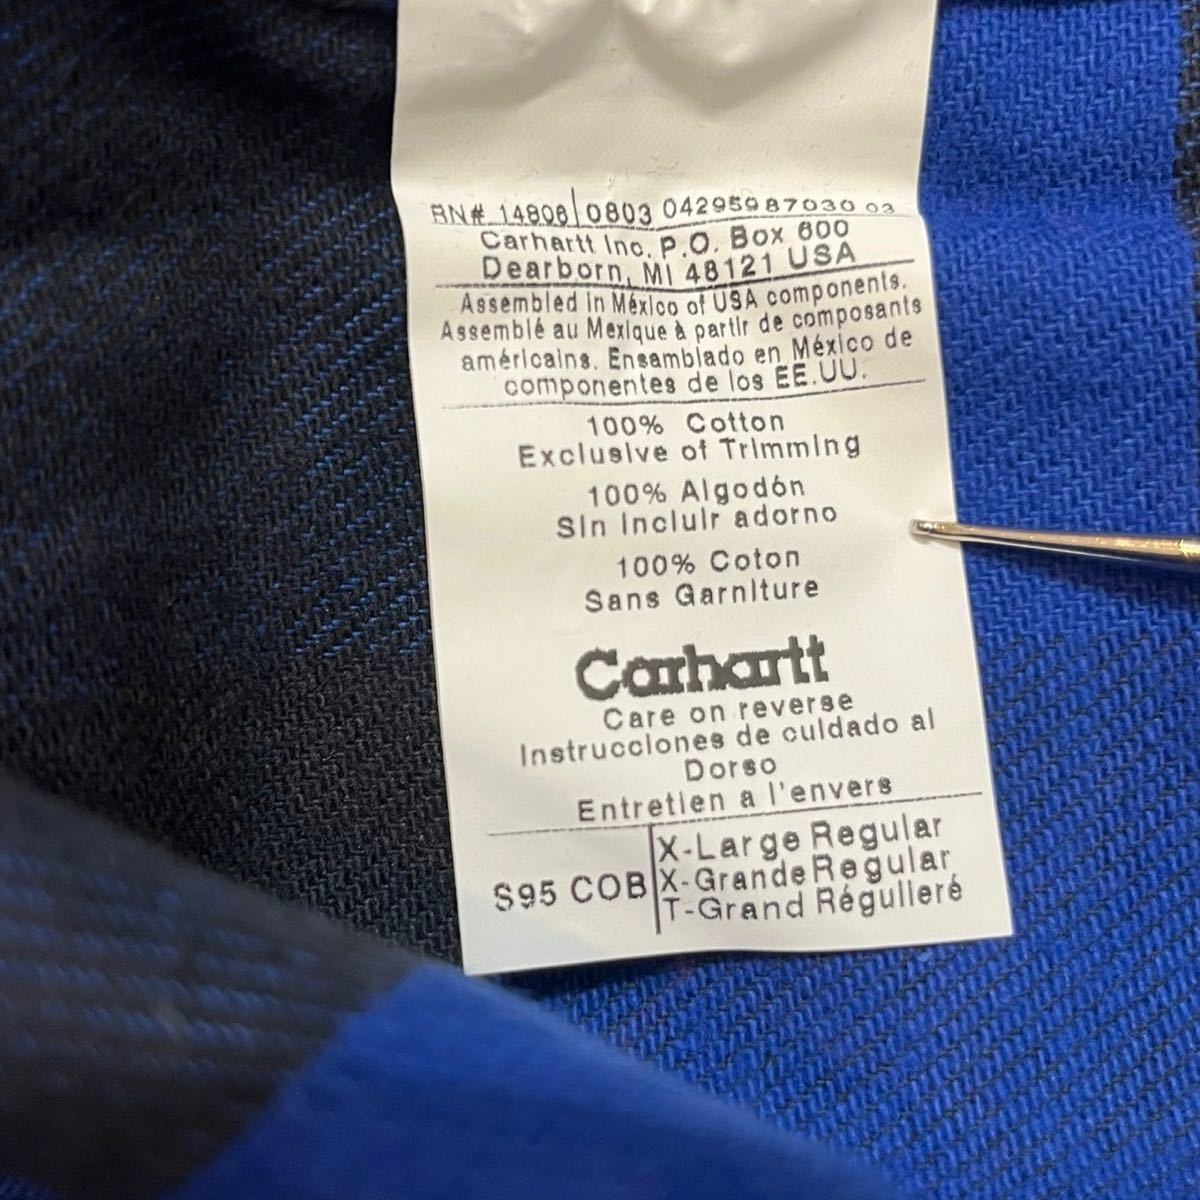 RN# 14806 0803 04295987030 03
Carhartt Inc. P.O. Box 600
Dearborn, MI 48121 USA
Assembled in México of USA components.
Assemblé au Mexique à partir de composants
américains. Ensamblado en México de
componentes de los EE.UU.
100% Cotton
Exclusive of Trimming
100% Algodón
Sin incluir adorno
100% Coton
Sans Garniture
Carhartt
Care on reverse
Instrucciones de cuidado al
Dorso
Entretien a l'envers
S95 COB
X-Large Regular
X-Grande Regular
T-Grand Régulleré